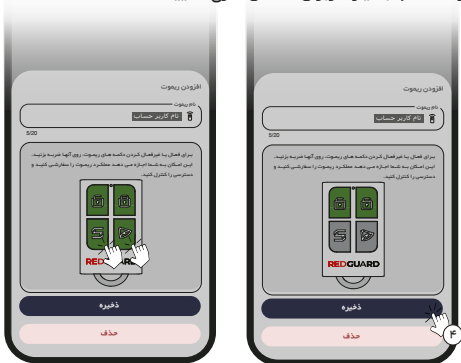 افزودن ریموت
نام ریموت
نام کاربر حساب
5/20
برای فعال یا غیرفعال کردن دکمه های ریموت، روی آنها ضربه بزنید.
این امکان به شما اجازه می دهد عملکرد ریموت را سفارشی کنید و
دسترسی را کنترل کنید.
ذخیره
حذف
افزودن ریموت
نام ریموت
نام کاربر حساب
5/20
برای فعال یا غیرفعال کردن دکمه های ریموت، روی آنها ضربه بزنید.
این امکان به شما اجازه می دهد عملکرد ریموت را سفارشی کنید و
دسترسی را کنترل کنید.
REDGUARD
ذخیره
حذف
۴